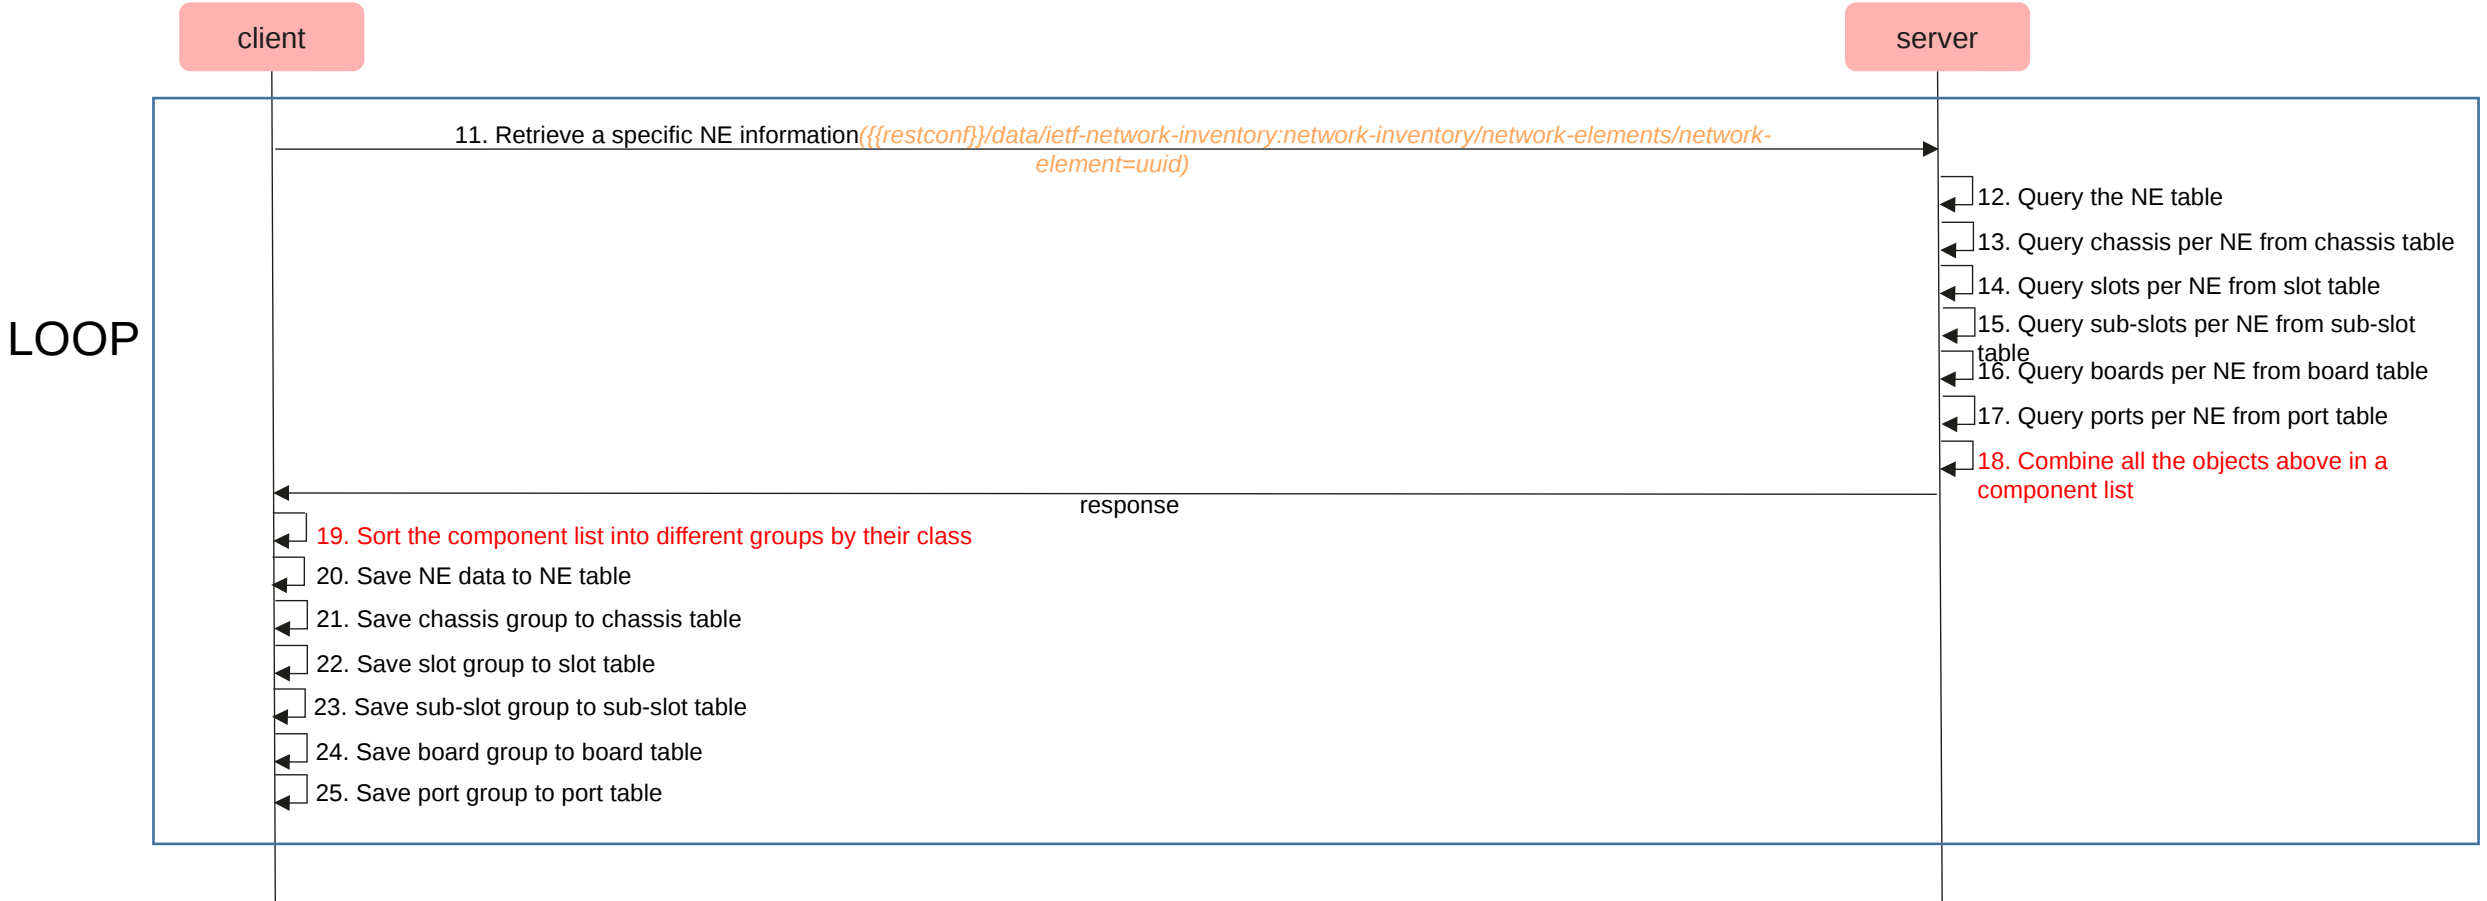 client
server
11. Retrieve a specific NE information({{restconf}}/data/ietf-network-inventory:network-inventory/network-elements/network-
element=uuid)
12. Query the NE table
13. Query chassis per NE from chassis table
14. Query slots per NE from slot table
LOOP
15. Query sub-slots per NE from sub-slot
table
16. Query boards per NE from board table
17. Query ports per NE from port table
18. Combine all the objects above in a
component list
response
19. Sort the component list into different groups by their class
20. Save NE data to NE table
21. Save chassis group to chassis table
22. Save slot group to slot table
23. Save sub-slot group to sub-slot table
24. Save board group to board table
25. Save port group to port table